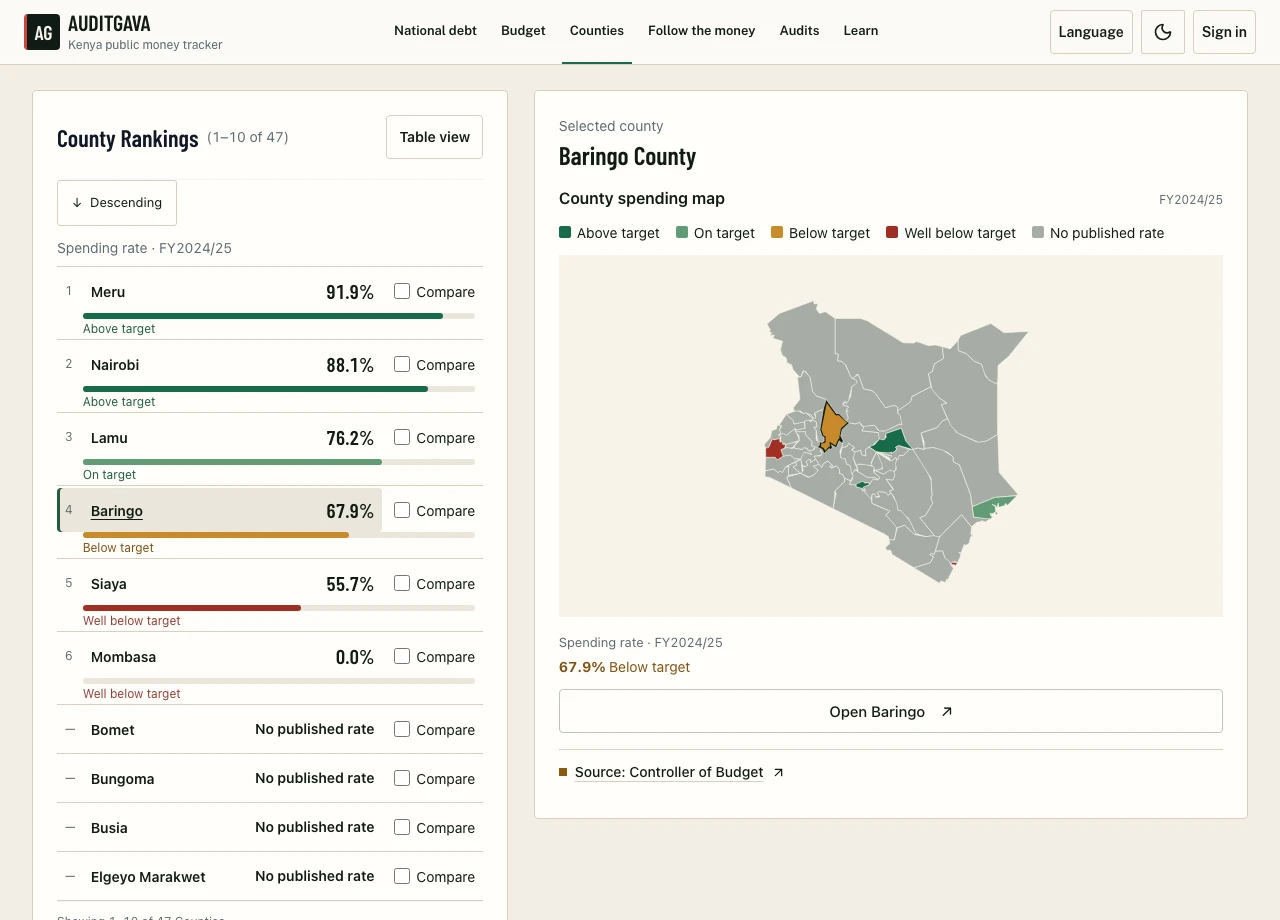 AG
AUDITGAVA
Kenya public money tracker
National debt
Budget
Counties
Follow the money
Audits
Learn
Language
Sign in
County Rankings (1–10 of 47)
Table view
↓ Descending
Spending rate · FY2024/25
1 Meru 91.9% Compare
Above target
2 Nairobi 88.1% Compare
Above target
3 Lamu 76.2% Compare
On target
4 Baringo 67.9% Compare
Below target
5 Siaya 55.7% Compare
Well below target
6 Mombasa 0.0% Compare
Well below target
— Bomet No published rate Compare
— Bungoma No published rate Compare
— Busia No published rate Compare
— Elgeyo Marakwet No published rate Compare
Showing 1–10 of 47 Counties
Selected county
Baringo County
County spending map FY2024/25
Above target On target Below target Well below target No published rate
Spending rate · FY2024/25
67.9% Below target
Open Baringo ↗
Source: Controller of Budget ↗